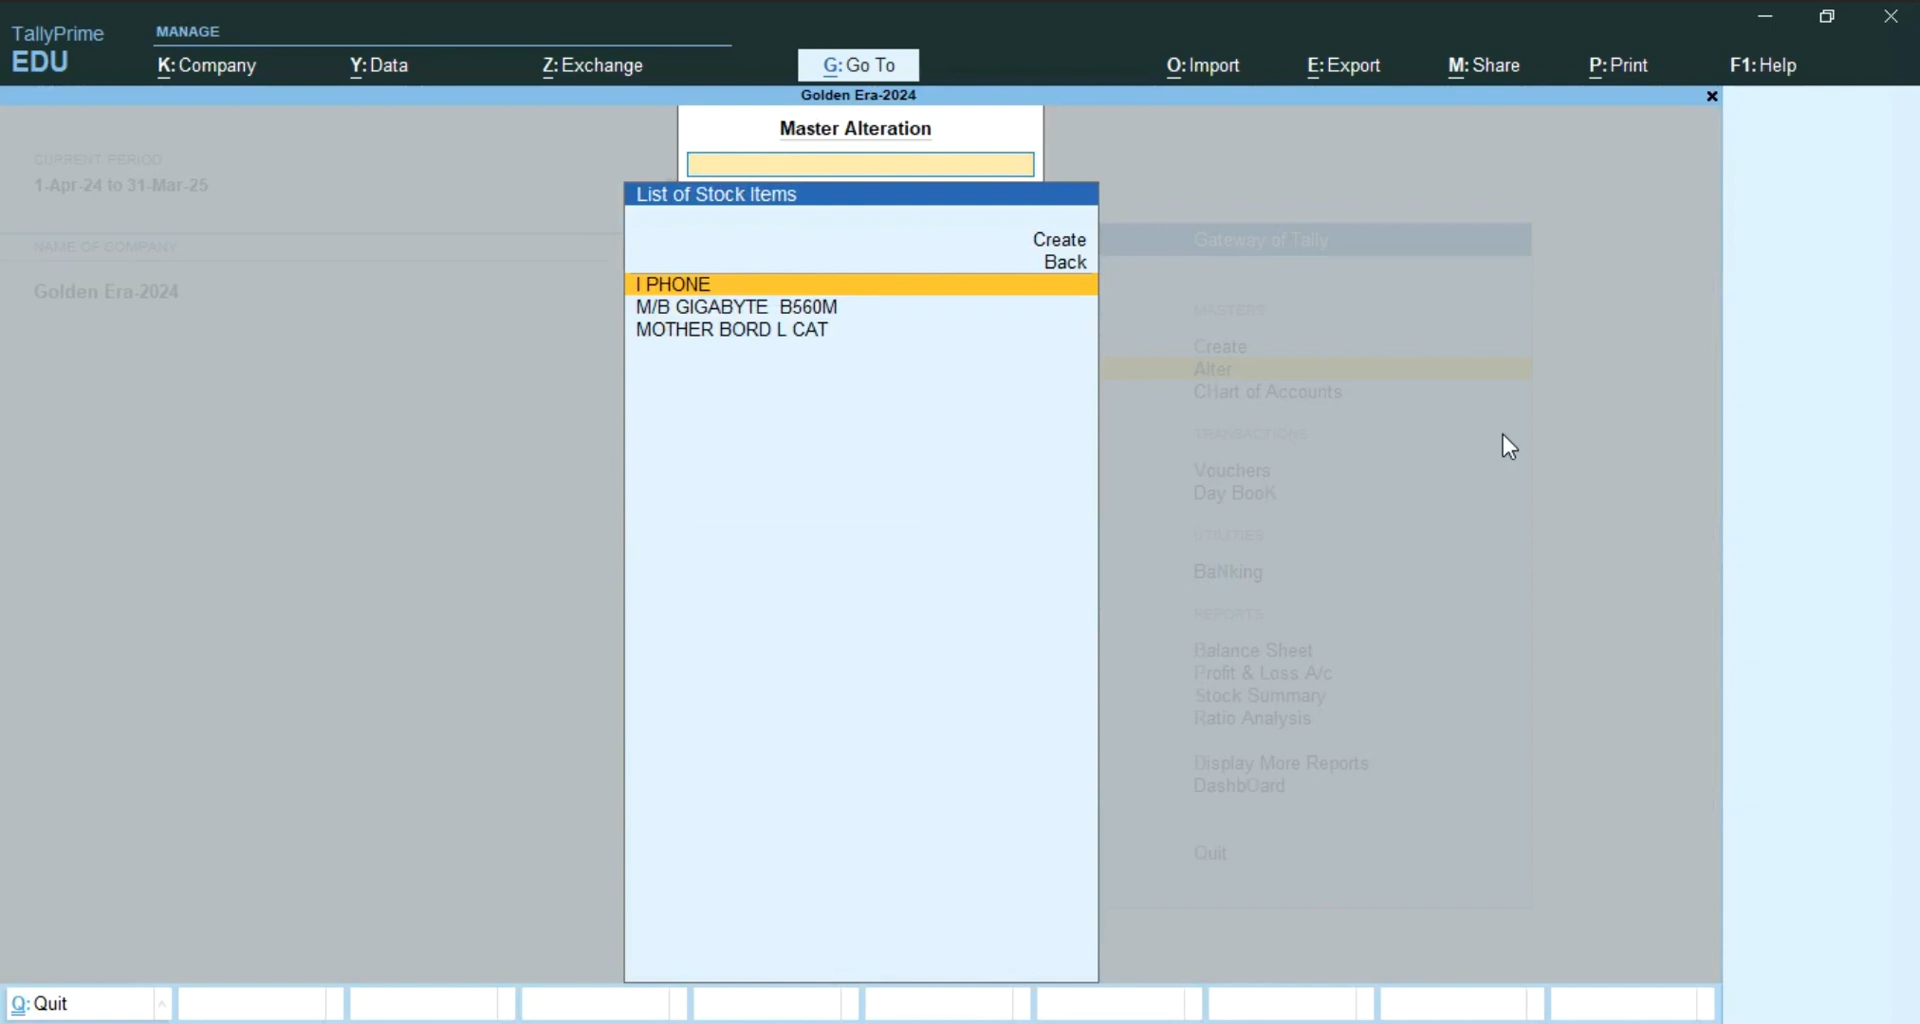 TallyPrime
EDU
MANAGE
K: Company
Y: Data
Z: Exchange
G: Go To
O: Import
E: Export
M: Share
P: Print
F1: Help
Golden Era-2024
Master Alteration
CURRENT PERIOD
1-Apr-24 to 31-Mar-25
NAME OF COMPANY
Golden Era-2024
List of Stock Items
Create
Back
I PHONE
M/B GIGABYTE B560M
MOTHER BORD L CAT
Gateway of Tally
MASTERS
Create
Alter
CHart of Accounts
TRANSACTIONS
Vouchers
Day BooK
UTILITIES
BaNking
REPORTS
Balance Sheet
Profit & Loss A/c
Stock Summary
Ratio Analysis
Display More Reports
DashbOard
Quit
Q: Quit